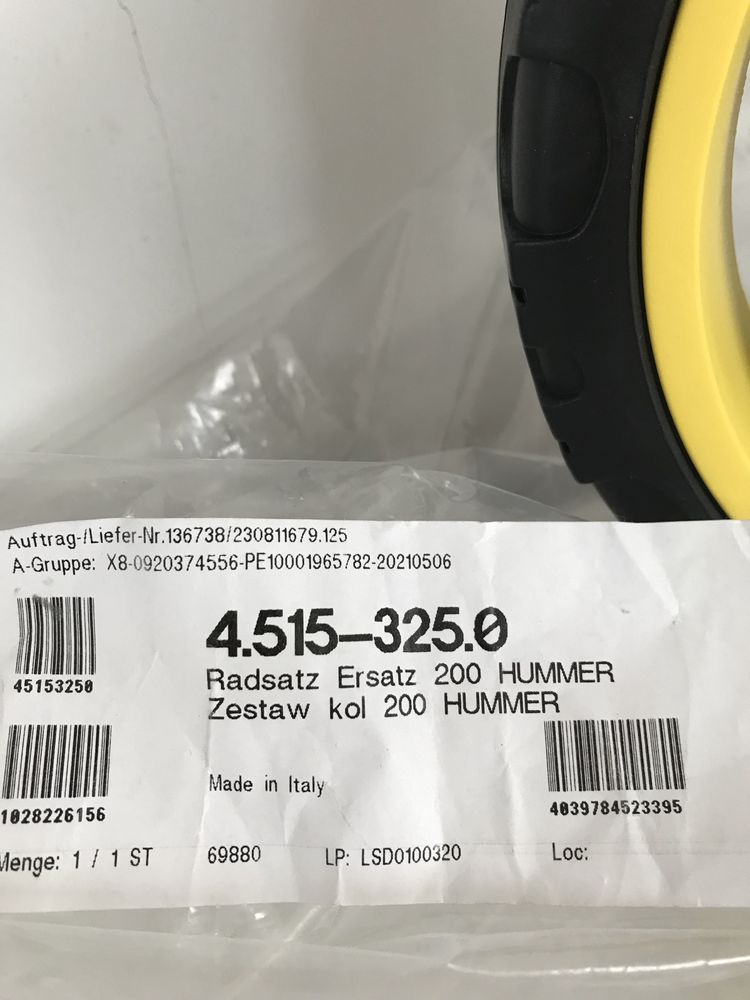 Auftrag-/Liefer-Nr.136738/230811679.125
A-Gruppe: X8-0920374556-PE10001965782-20210506
4.515-325.0
45153250
Radsatz Ersatz 200 HUMMER
Zestaw kol 200 HUMMER
Made in Italy
1028226156
4039784523395
Menge: 1 / 1 ST 69880 LP: LSD0100320 Loc: